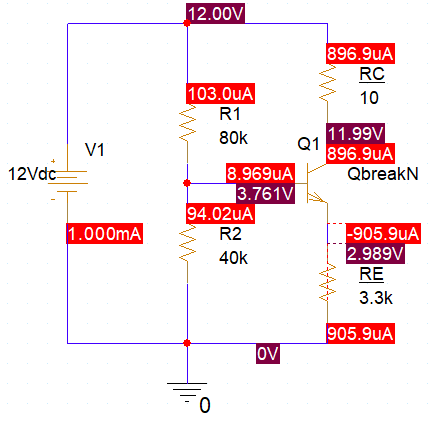 12.00V
896.9uA
RC
10
103.0uA
R1
80k
11.99V
Q1
896.9uA
QbreakN
V1
12Vdc
8.969uA
3.761V
94.02uA
R2
40k
1.000mA
-905.9uA
2.989V
RE
3.3k
905.9uA
0V
0